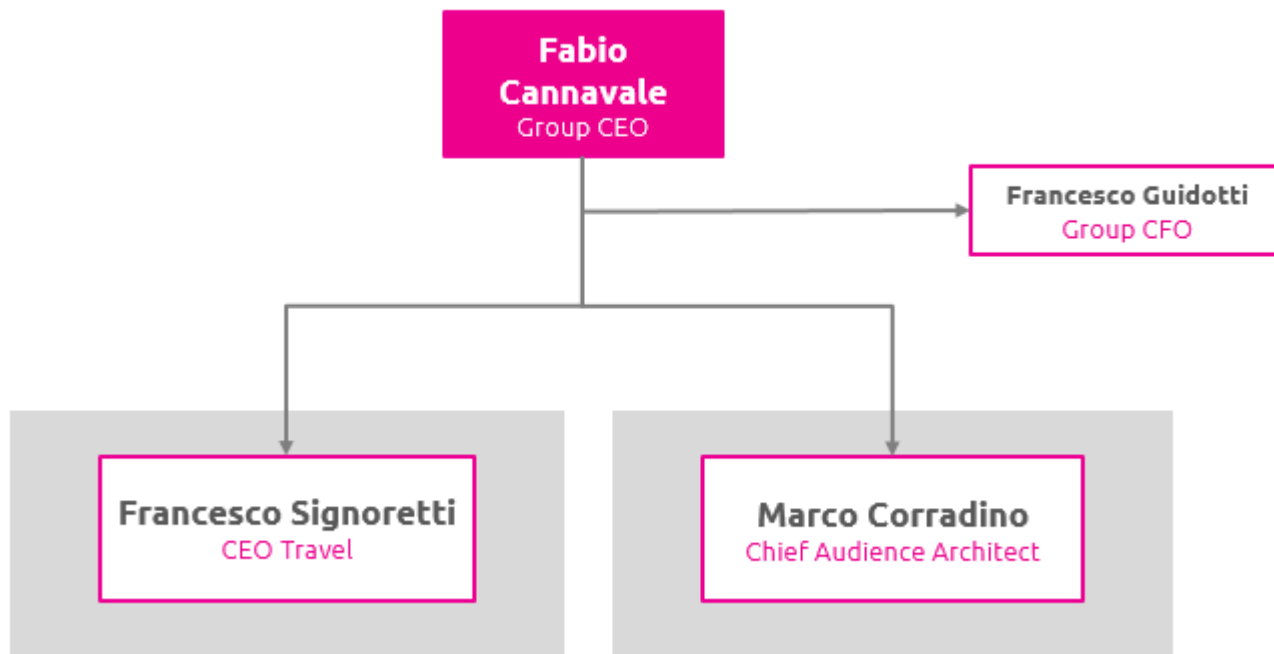 Fabio
Cannavale
Group CEO
Francesco Guidotti
Group CFO
Francesco Signoretti
CEO Travel
Marco Corradino
Chief Audience Architect